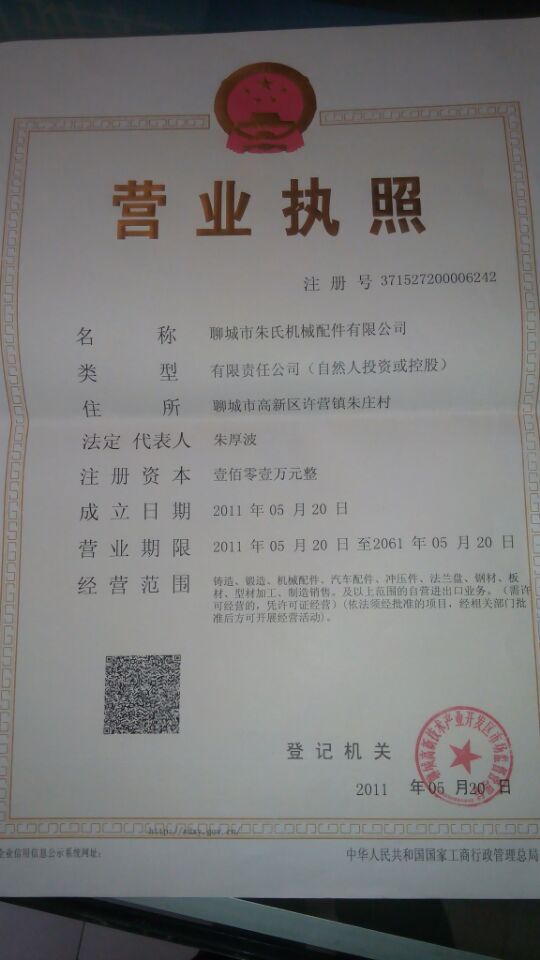 营业执照
注册号 371527200006242
名称 聊城市朱氏机械配件有限公司
类型 有限责任公司（自然人投资或控股）
住所 聊城市高新区许营镇朱庄村
法定代表人 朱厚波
注册资本 壹佰零壹万元整
成立日期 2011 年 05 月 20 日
营业期限 2011 年 05 月 20 日 至2061 年 05 月 20 日
经营范围 铸造、锻造、机械配件、汽车配件、冲压件、法兰盘、钢材、板
材、型材加工、制造销售。及以上范围的自营进出口业务。（需许
可经营的，凭许可证经营）(依法须经批准的项目，经相关部门批
准后方可开展经营活动)。
登记机关
2011 年 05 月 20 日
企业信用信息公示系统网址：
中华人民共和国国家工商行政管理总局